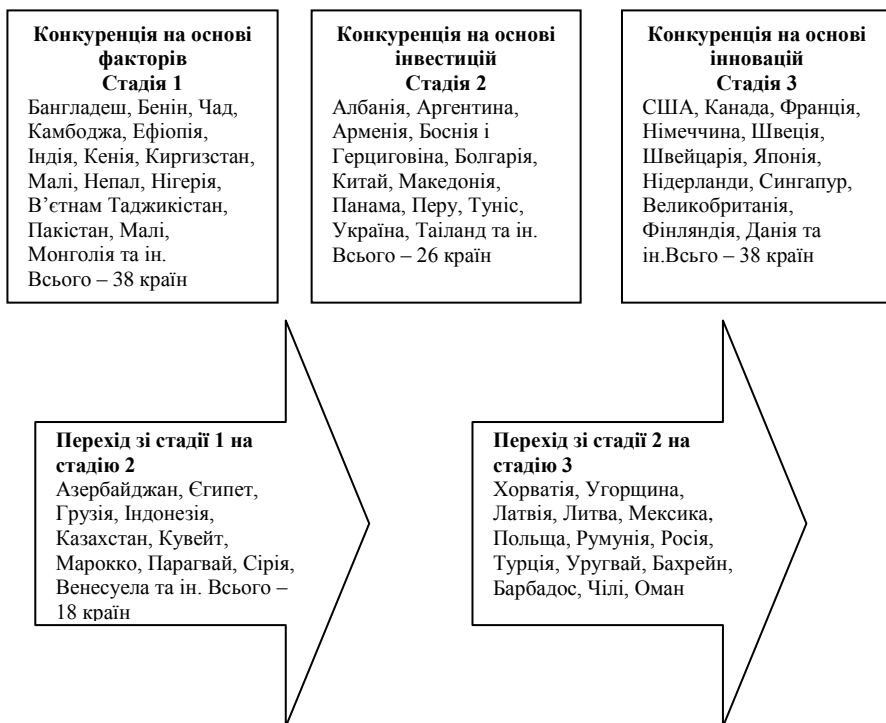 Конкуренція на основі
факторів
Стадія 1
Бангладеш, Бенін, Чад,
Камбоджа, Ефіопія,
Індія, Кенія, Киргизстан,
Малі, Непал, Нігерія,
В’єтнам Таджикістан,
Пакістан, Малі,
Монголія та ін.
Всього – 38 країн
Конкуренція на основі
інвестицій
Стадія 2
Албанія, Аргентина,
Арменія, Боснія і
Герциговіна, Болгарія,
Китай, Македонія,
Панама, Перу, Туніс,
Україна, Таіланд та ін.
Всього – 26 країн
Конкуренція на основі
інновацій
Стадія 3
США, Канада, Франція,
Німеччина, Швеція,
Швейцарія, Японія,
Нідерланди, Сингапур,
Великобританія,
Фінляндія, Данія та
ін.Всьго – 38 країн
Перехід зі стадії 1 на
стадію 2
Азербайджан, Єгипет,
Грузія, Індонезія,
Казахстан, Кувейт,
Марокко, Парагвай, Сірія,
Венесуела та ін. Всього –
18 країн
Перехід зі стадії 2 на
стадію 3
Хорватія, Угорщина,
Латвія, Литва, Мексика,
Польща, Румунія, Росія,
Турція, Уругвай, Бахрейн,
Барбадос, Чілі, Оман